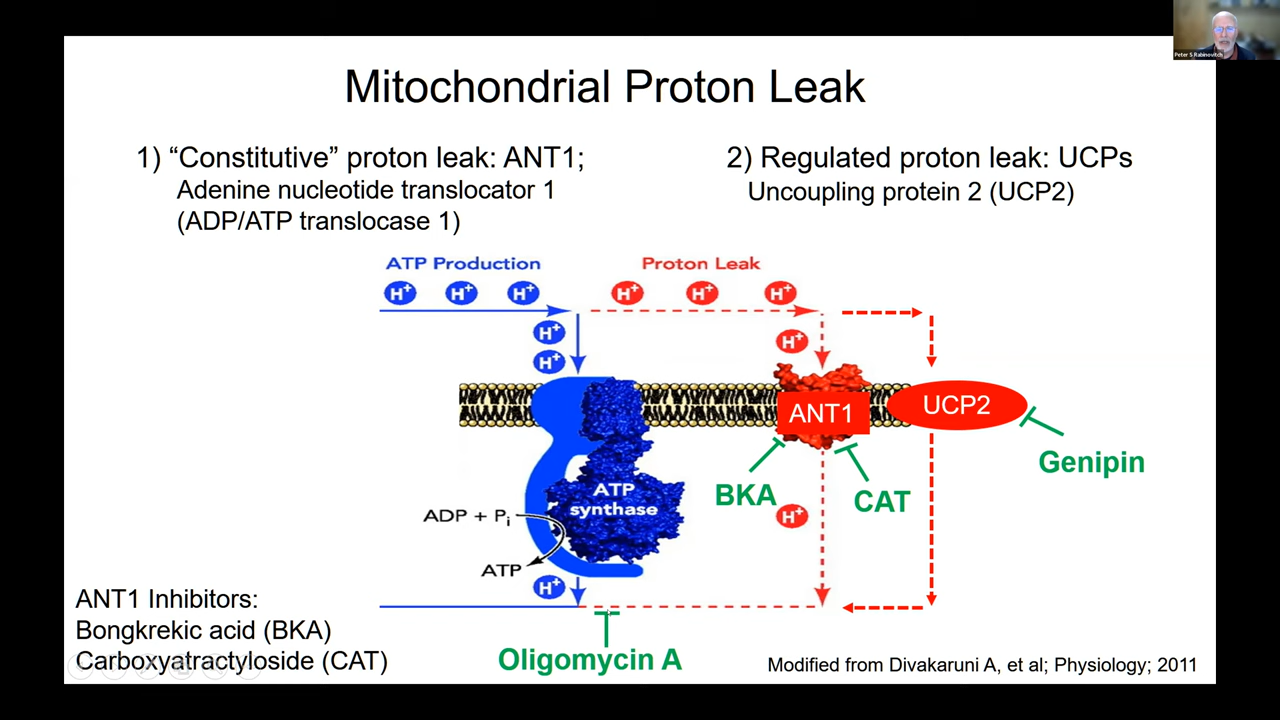 Peter S Rabinovitch
Mitochondrial Proton Leak
1) “Constitutive” proton leak: ANT1;
Adenine nucleotide translocator 1
(ADP/ATP translocase 1)
2) Regulated proton leak: UCPs
Uncoupling protein 2 (UCP2)
ATP Production
Proton Leak
H+ H+ H+
H+ H+ H+
H+
H+
H+
ANT1
UCP2
Genipin
BKA
CAT
ATP
synthase
ADP + Pi
H+
ATP
H+
ANT1 Inhibitors:
Bongkrekic acid (BKA)
Carboxyatractyloside (CAT)
Oligomycin A
Modified from Divakaruni A, et al; Physiology; 2011